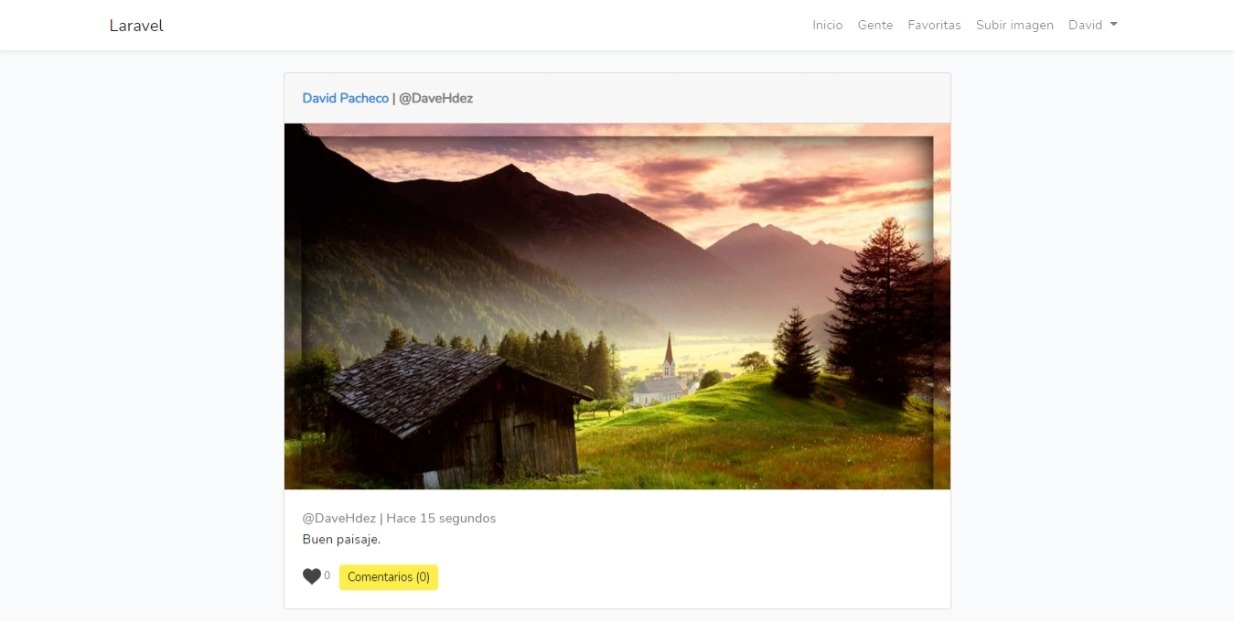 Laravel
Inicio Gente Favoritas Subir imagen David
David Pacheco | @DaveHdez
@DaveHdez | Hace 15 segundos
Buen paisaje.
0 Comentarios (0)